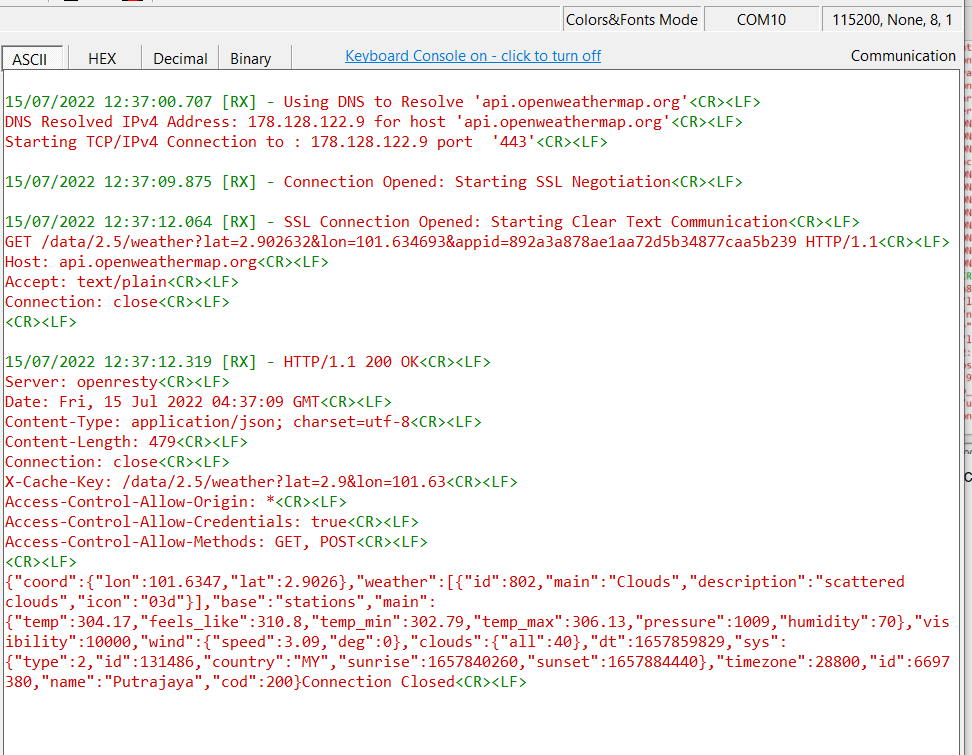 Colors&Fonts Mode COM10 115200, None, 8, 1
ASCII HEX Decimal Binary Keyboard Console on - click to turn off Communication
15/07/2022 12:37:00.707 [RX] - Using DNS to Resolve 'api.openweathermap.org'<CR><LF>
DNS Resolved IPv4 Address: 178.128.122.9 for host 'api.openweathermap.org'<CR><LF>
Starting TCP/IPv4 Connection to : 178.128.122.9 port  '443'<CR><LF>
15/07/2022 12:37:09.875 [RX] - Connection Opened: Starting SSL Negotiation<CR><LF>
15/07/2022 12:37:12.064 [RX] - SSL Connection Opened: Starting Clear Text Communication<CR><LF>
GET /data/2.5/weather?lat=2.902632&lon=101.634693&appid=892a3a878ae1aa72d5b34877caa5b239 HTTP/1.1<CR><LF>
Host: api.openweathermap.org<CR><LF>
Accept: text/plain<CR><LF>
Connection: close<CR><LF>
<CR><LF>
15/07/2022 12:37:12.319 [RX] - HTTP/1.1 200 OK<CR><LF>
Server: openresty<CR><LF>
Date: Fri, 15 Jul 2022 04:37:09 GMT<CR><LF>
Content-Type: application/json; charset=utf-8<CR><LF>
Content-Length: 479<CR><LF>
Connection: close<CR><LF>
X-Cache-Key: /data/2.5/weather?lat=2.9&lon=101.63<CR><LF>
Access-Control-Allow-Origin: *<CR><LF>
Access-Control-Allow-Credentials: true<CR><LF>
Access-Control-Allow-Methods: GET, POST<CR><LF>
<CR><LF>
{"coord":{"lon":101.6347,"lat":2.9026},"weather":[{"id":802,"main":"Clouds","description":"scattered
clouds","icon":"03d"}],"base":"stations","main":
{"temp":304.17,"feels_like":310.8,"temp_min":302.79,"temp_max":306.13,"pressure":1009,"humidity":70},"vis
ibility":10000,"wind":{"speed":3.09,"deg":0},"clouds":{"all":40},"dt":1657859829,"sys":
{"type":2,"id":131486,"country":"MY","sunrise":1657840260,"sunset":1657884440},"timezone":28800,"id":6697
380,"name":"Putrajaya","cod":200}Connection Closed<CR><LF>